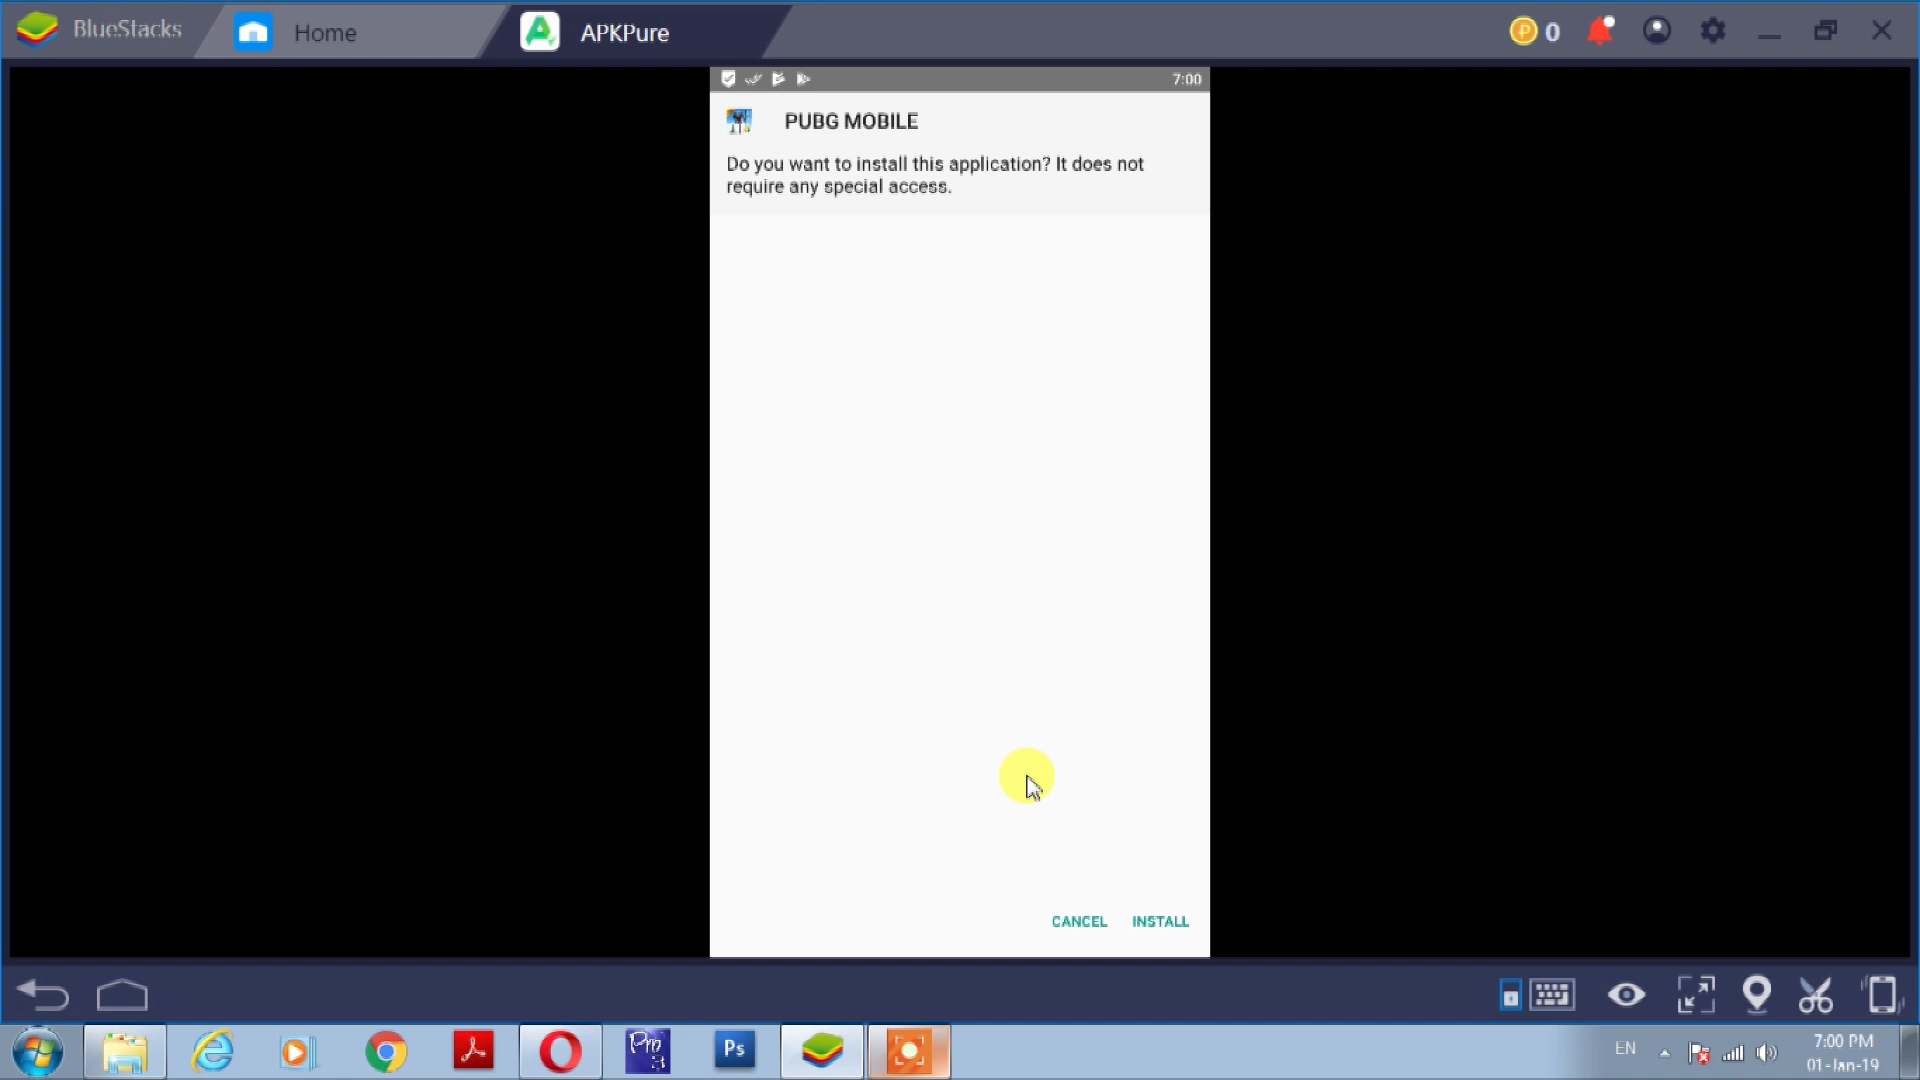 BlueStacks
Home
APKPure
0
7:00
PUBG MOBILE
Do you want to install this application? It does not
require any special access.
CANCEL INSTALL
Pro
Ps
EN
7:00 PM
01-Jan-19